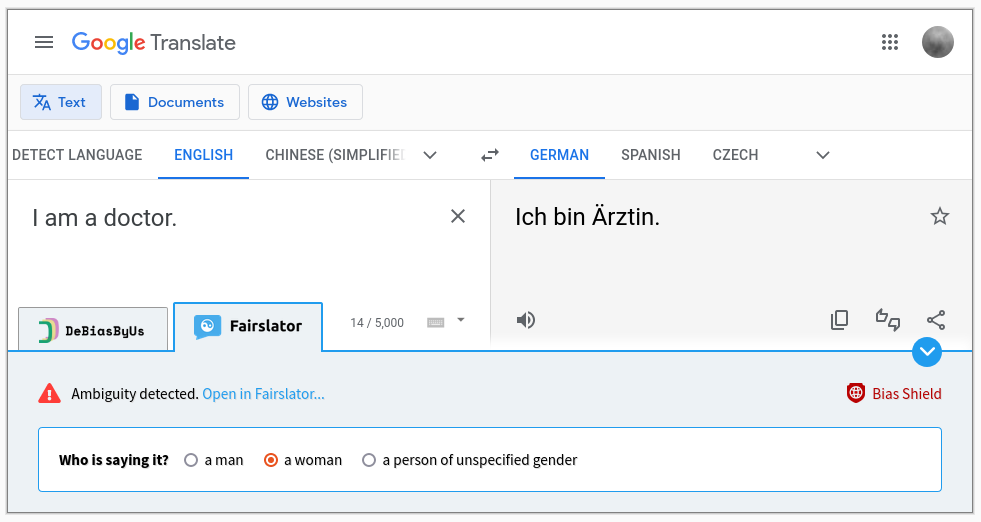 Google Translate
Text Documents Websites
DETECT LANGUAGE ENGLISH CHINESE (SIMPLIFIED GERMAN SPANISH CZECH
I am a doctor. Ich bin Ärztin.
DeBiasByUs Fairslator 14 / 5,000
Ambiguity detected. Open in Fairslator... Bias Shield
Who is saying it? a man a woman a person of unspecified gender